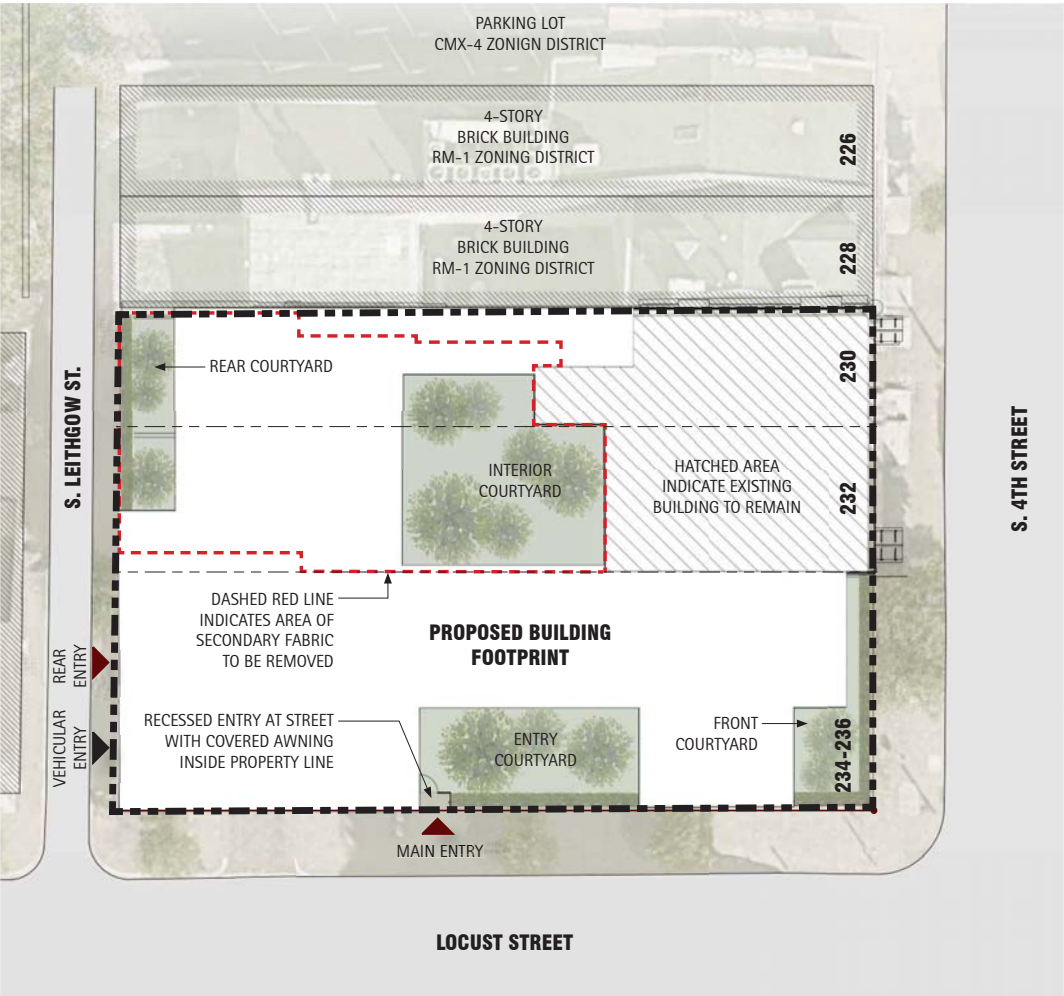 PARKING LOT
CMX-4 ZONIGN DISTRICT
4-STORY
BRICK BUILDING
RM-1 ZONING DISTRICT
226
4-STORY
BRICK BUILDING
RM-1 ZONING DISTRICT
228
REAR COURTYARD
230
S. LEITHGOW ST.
INTERIOR
COURTYARD
HATCHED AREA
INDICATE EXISTING
BUILDING TO REMAIN
232
S. 4TH STREET
DASHED RED LINE
INDICATES AREA OF
SECONDARY FABRIC
TO BE REMOVED
PROPOSED BUILDING
FOOTPRINT
REAR
ENTRY
VEHICULAR
ENTRY
RECESSED ENTRY AT STREET
WITH COVERED AWNING
INSIDE PROPERTY LINE
ENTRY
COURTYARD
FRONT
COURTYARD
234-236
MAIN ENTRY
LOCUST STREET